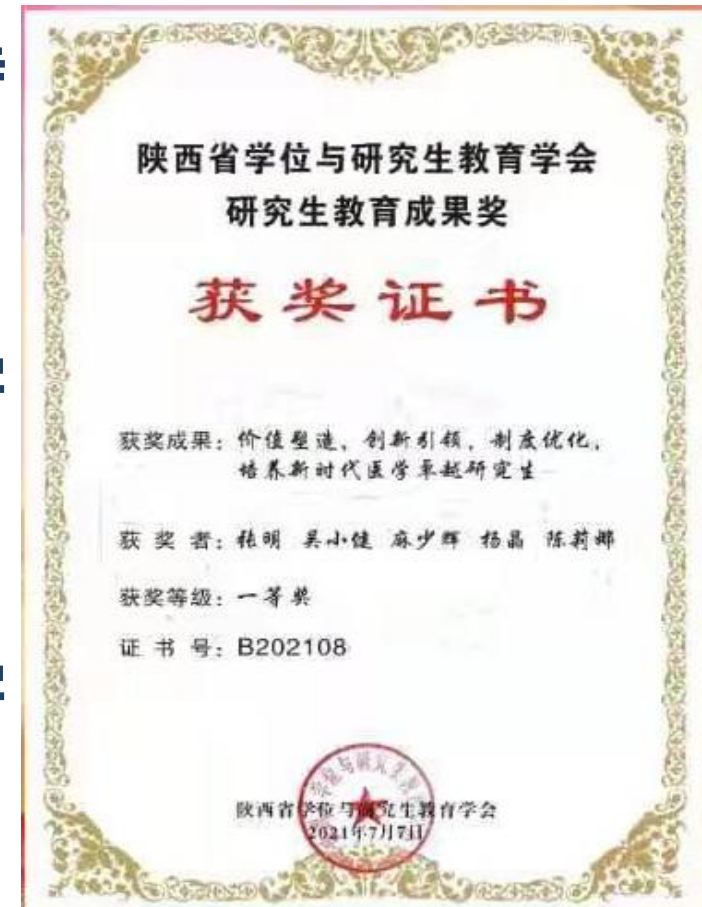 陕西省学位与研究生教育学会
研究生教育成果奖
获奖证书
获奖成果：价值塑造、创新引领、制度优化，
培养新时代医学卓越研究生
获 奖 者：张明 吴小健 麻少辉 杨晶 陈莉娜
获奖等级：一等奖
证 书 号：B202108
陕西省学位与研究生教育学会
2021年7月7日